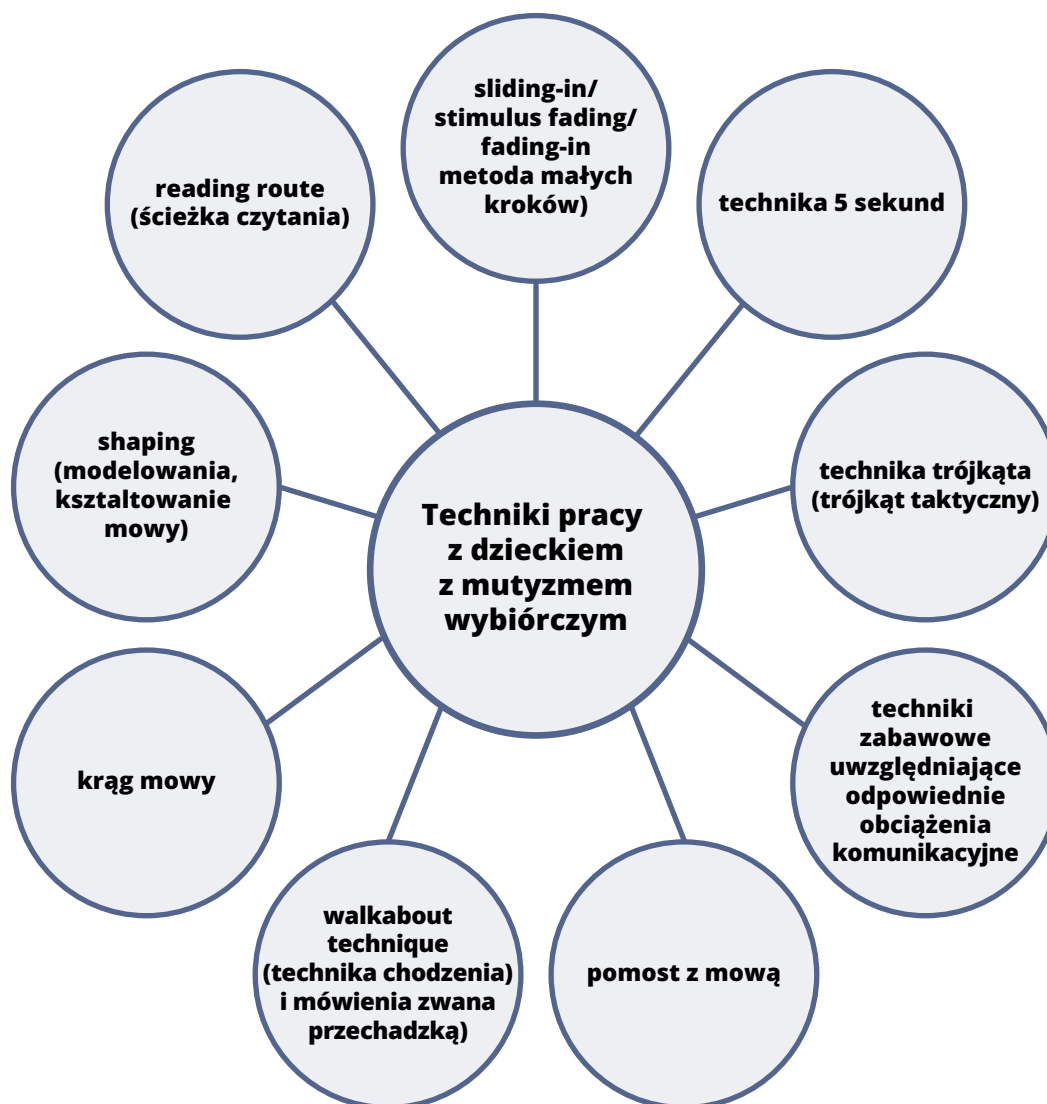 sliding-in/
stimulus fading/
fading-in
metoda małych
kroków)
technika 5 sekund
technika trójkąta
(trójkąt taktyczny)
techniki
zabawowe
uwzględniające
odpowiednie
obciążenia
komunikacyjne
pomost z mową
walkabout
technique
(technika chodzenia)
i mówienia zwana
przechadzką)
krąg mowy
shaping
(modelowania,
kształtowanie
mowy)
reading route
(ścieżka czytania)
Techniki pracy
z dzieckiem
z mutyzmem
wybiórczym